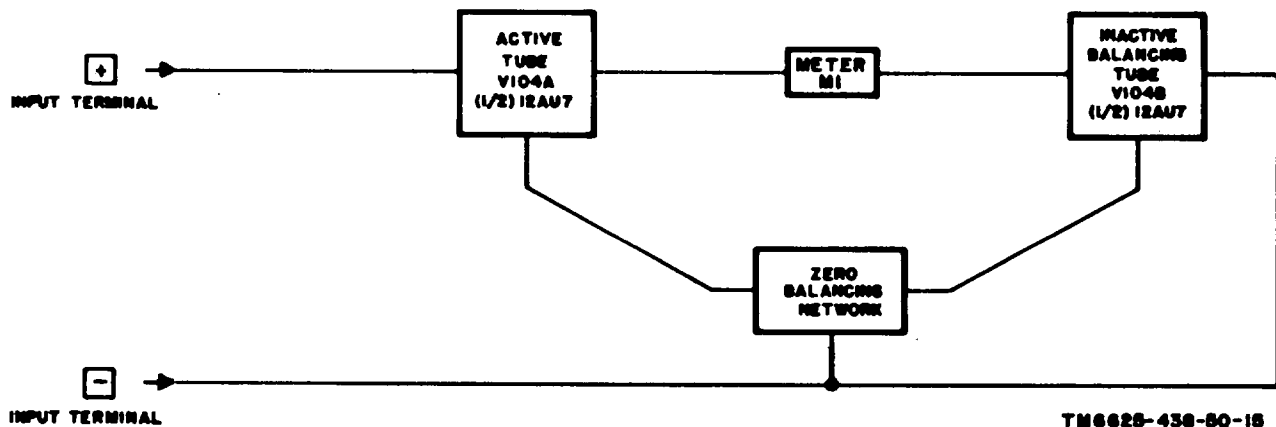 +
INPUT TERMINAL
ACTIVE
TUBE
V104A
(1/2) 12AU7
METER
M1
INACTIVE
BALANCING
TUBE
V104B
(1/2) 12AU7
ZERO
BALANCING
NETWORK
−
INPUT TERMINAL
TM6625-438-50-15